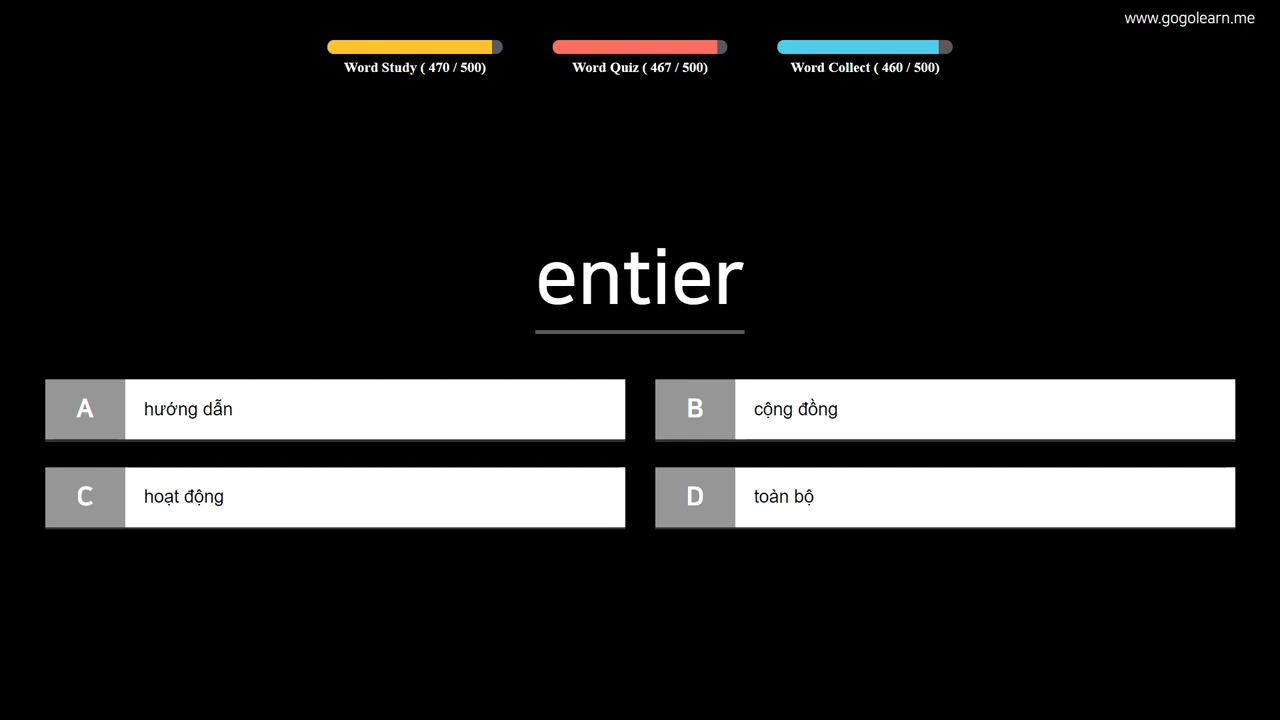 www.gogolearn.me
Word Study ( 470 / 500)
Word Quiz ( 467 / 500)
Word Collect ( 460 / 500)
entier
A hướng dẫn
B cộng đồng
C hoạt động
D toàn bộ